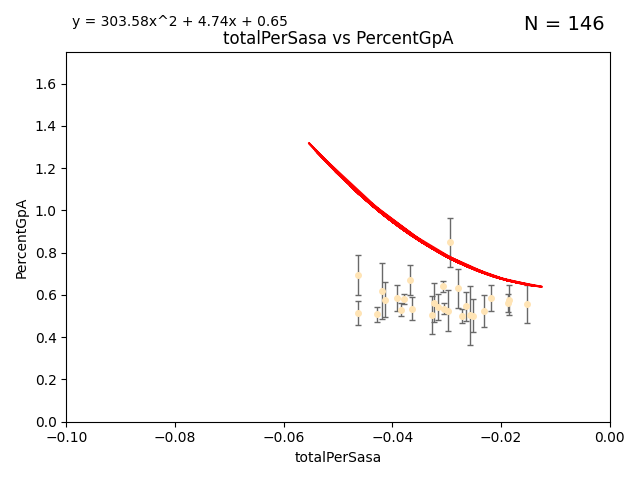 y = 303.58x^2 + 4.74x + 0.65
N = 146
totalPerSasa vs PercentGpA
1.6
1.4
1.2
1.0
0.8
0.6
0.4
0.2
0.0
PercentGpA
−0.10 −0.08 −0.06 −0.04 −0.02 0.00
totalPerSasa